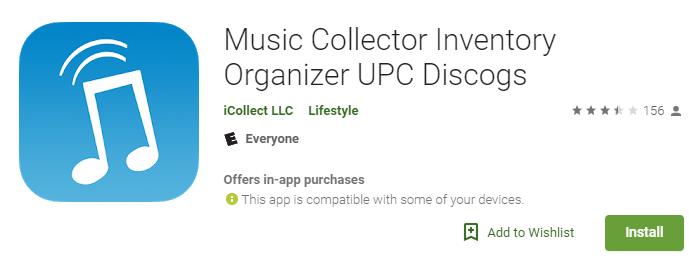 Music Collector Inventory
Organizer UPC Discogs
iCollect LLC Lifestyle
156
E Everyone
Offers in-app purchases
This app is compatible with some of your devices.
Add to Wishlist
Install